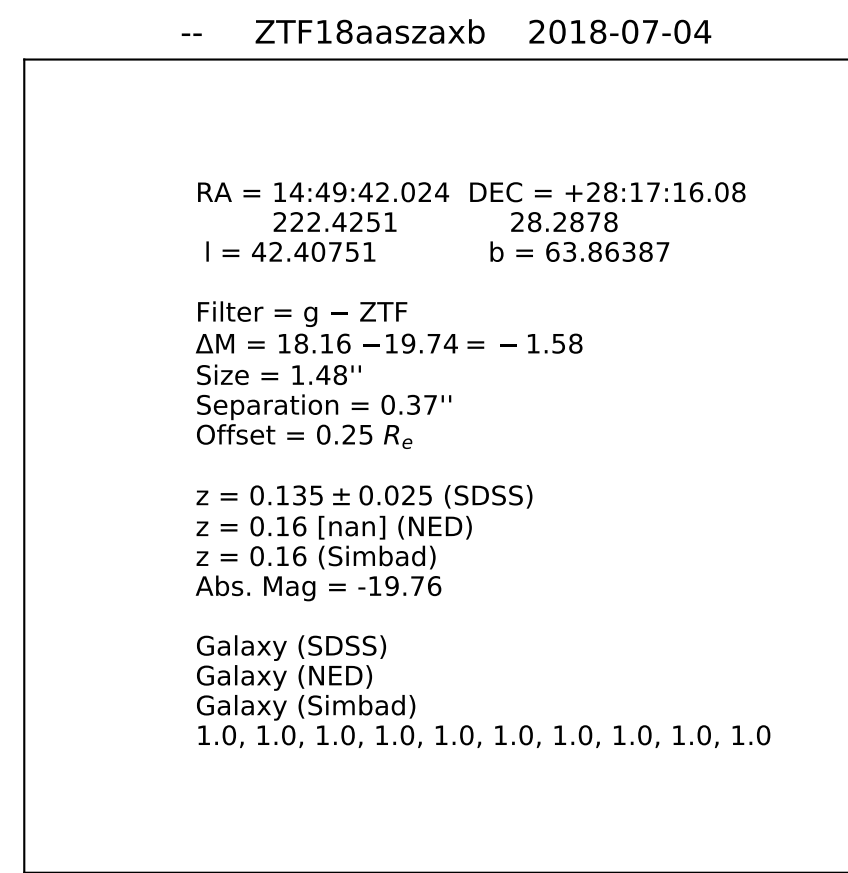 -- ZTF18aaszaxb 2018-07-04
RA = 14:49:42.024 DEC = +28:17:16.08
222.4251 28.2878
l = 42.40751 b = 63.86387
Filter = g − ZTF
ΔM = 18.16 −19.74 = − 1.58
Size = 1.48''
Separation = 0.37''
Offset = 0.25 Re
z = 0.135 ± 0.025 (SDSS)
z = 0.16 [nan] (NED)
z = 0.16 (Simbad)
Abs. Mag = -19.76
Galaxy (SDSS)
Galaxy (NED)
Galaxy (Simbad)
1.0, 1.0, 1.0, 1.0, 1.0, 1.0, 1.0, 1.0, 1.0, 1.0